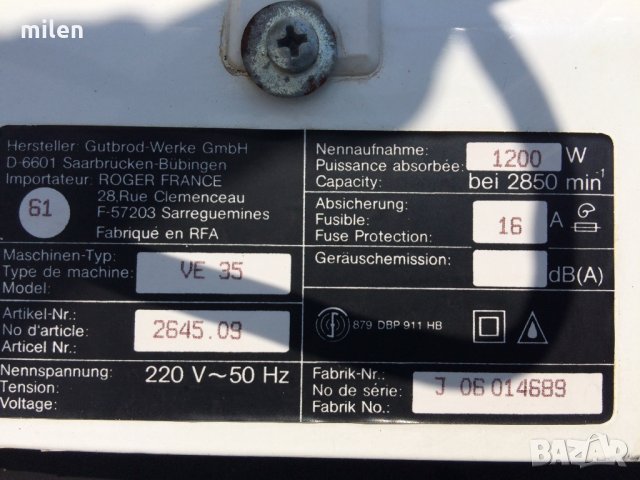 milen
Hersteller: Gutbrod-Werke GmbH
D-6601 Saarbrücken-Bübingen
Importateur: ROGER FRANCE
28,Rue Clemenceau
F-57203 Sarreguemines
61
Fabriqué en RFA
Maschinen-Typ:
Type de machine:
Model:
VE 35
Artikel-Nr.:
No d'article:
Articel Nr.:
2645.09
Nennspannung:
Tension:
Voltage:
220 V~50 Hz
Nennaufnahme:
Puissance absorbée:
Capacity:
1200 W
bei 2850 min⁻¹
Absicherung:
Fusible:
Fuse Protection:
16 A
Geräuschemission:
dB(A)
S 879 DBP 911 HB
Fabrik-Nr.:
No de série:
Fabrik No.:
J 06 014689
BAZAR